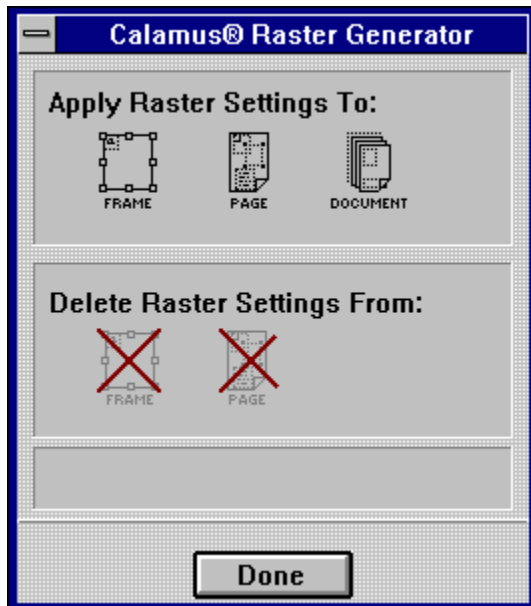 Calamus® Raster Generator
Apply Raster Settings To:
FRAME PAGE DOCUMENT
Delete Raster Settings From:
FRAME PAGE
Done